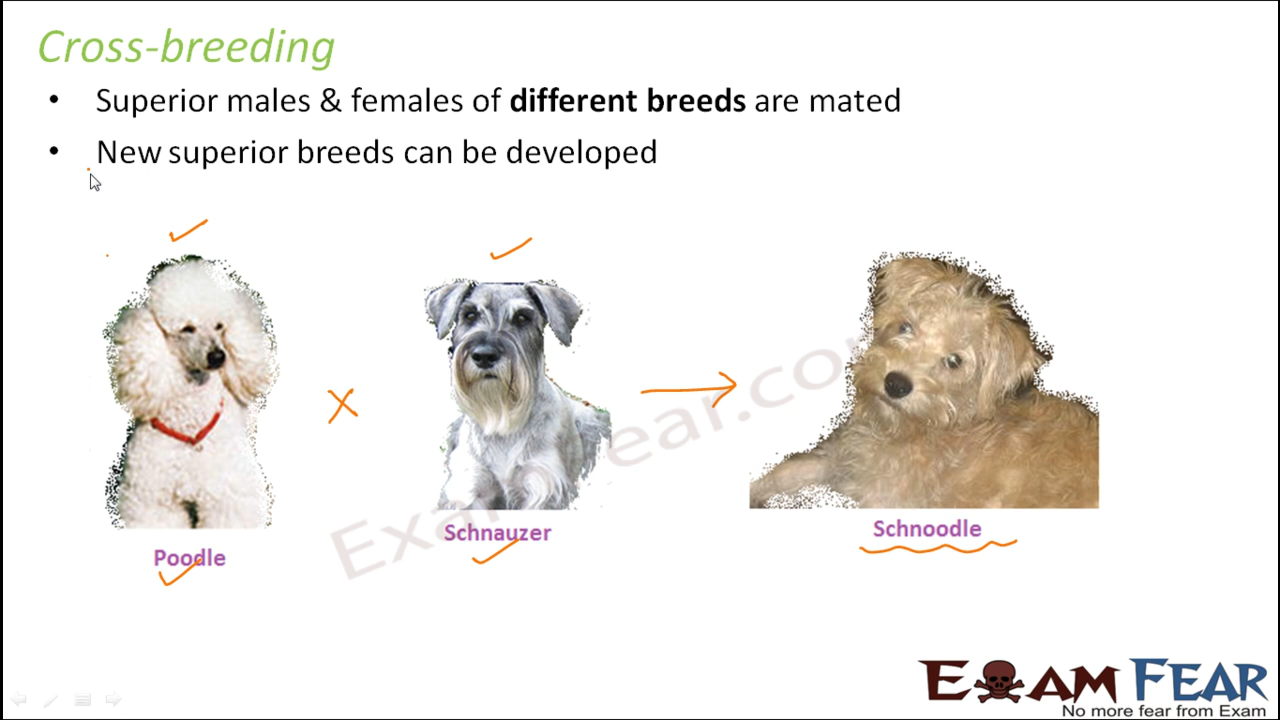 Cross-breeding
• Superior males & females of different breeds are mated
• New superior breeds can be developed
X
Poodle
Schnauzer
Schnoodle
ExamFear.com
EXAM FEAR
No more fear from Exam